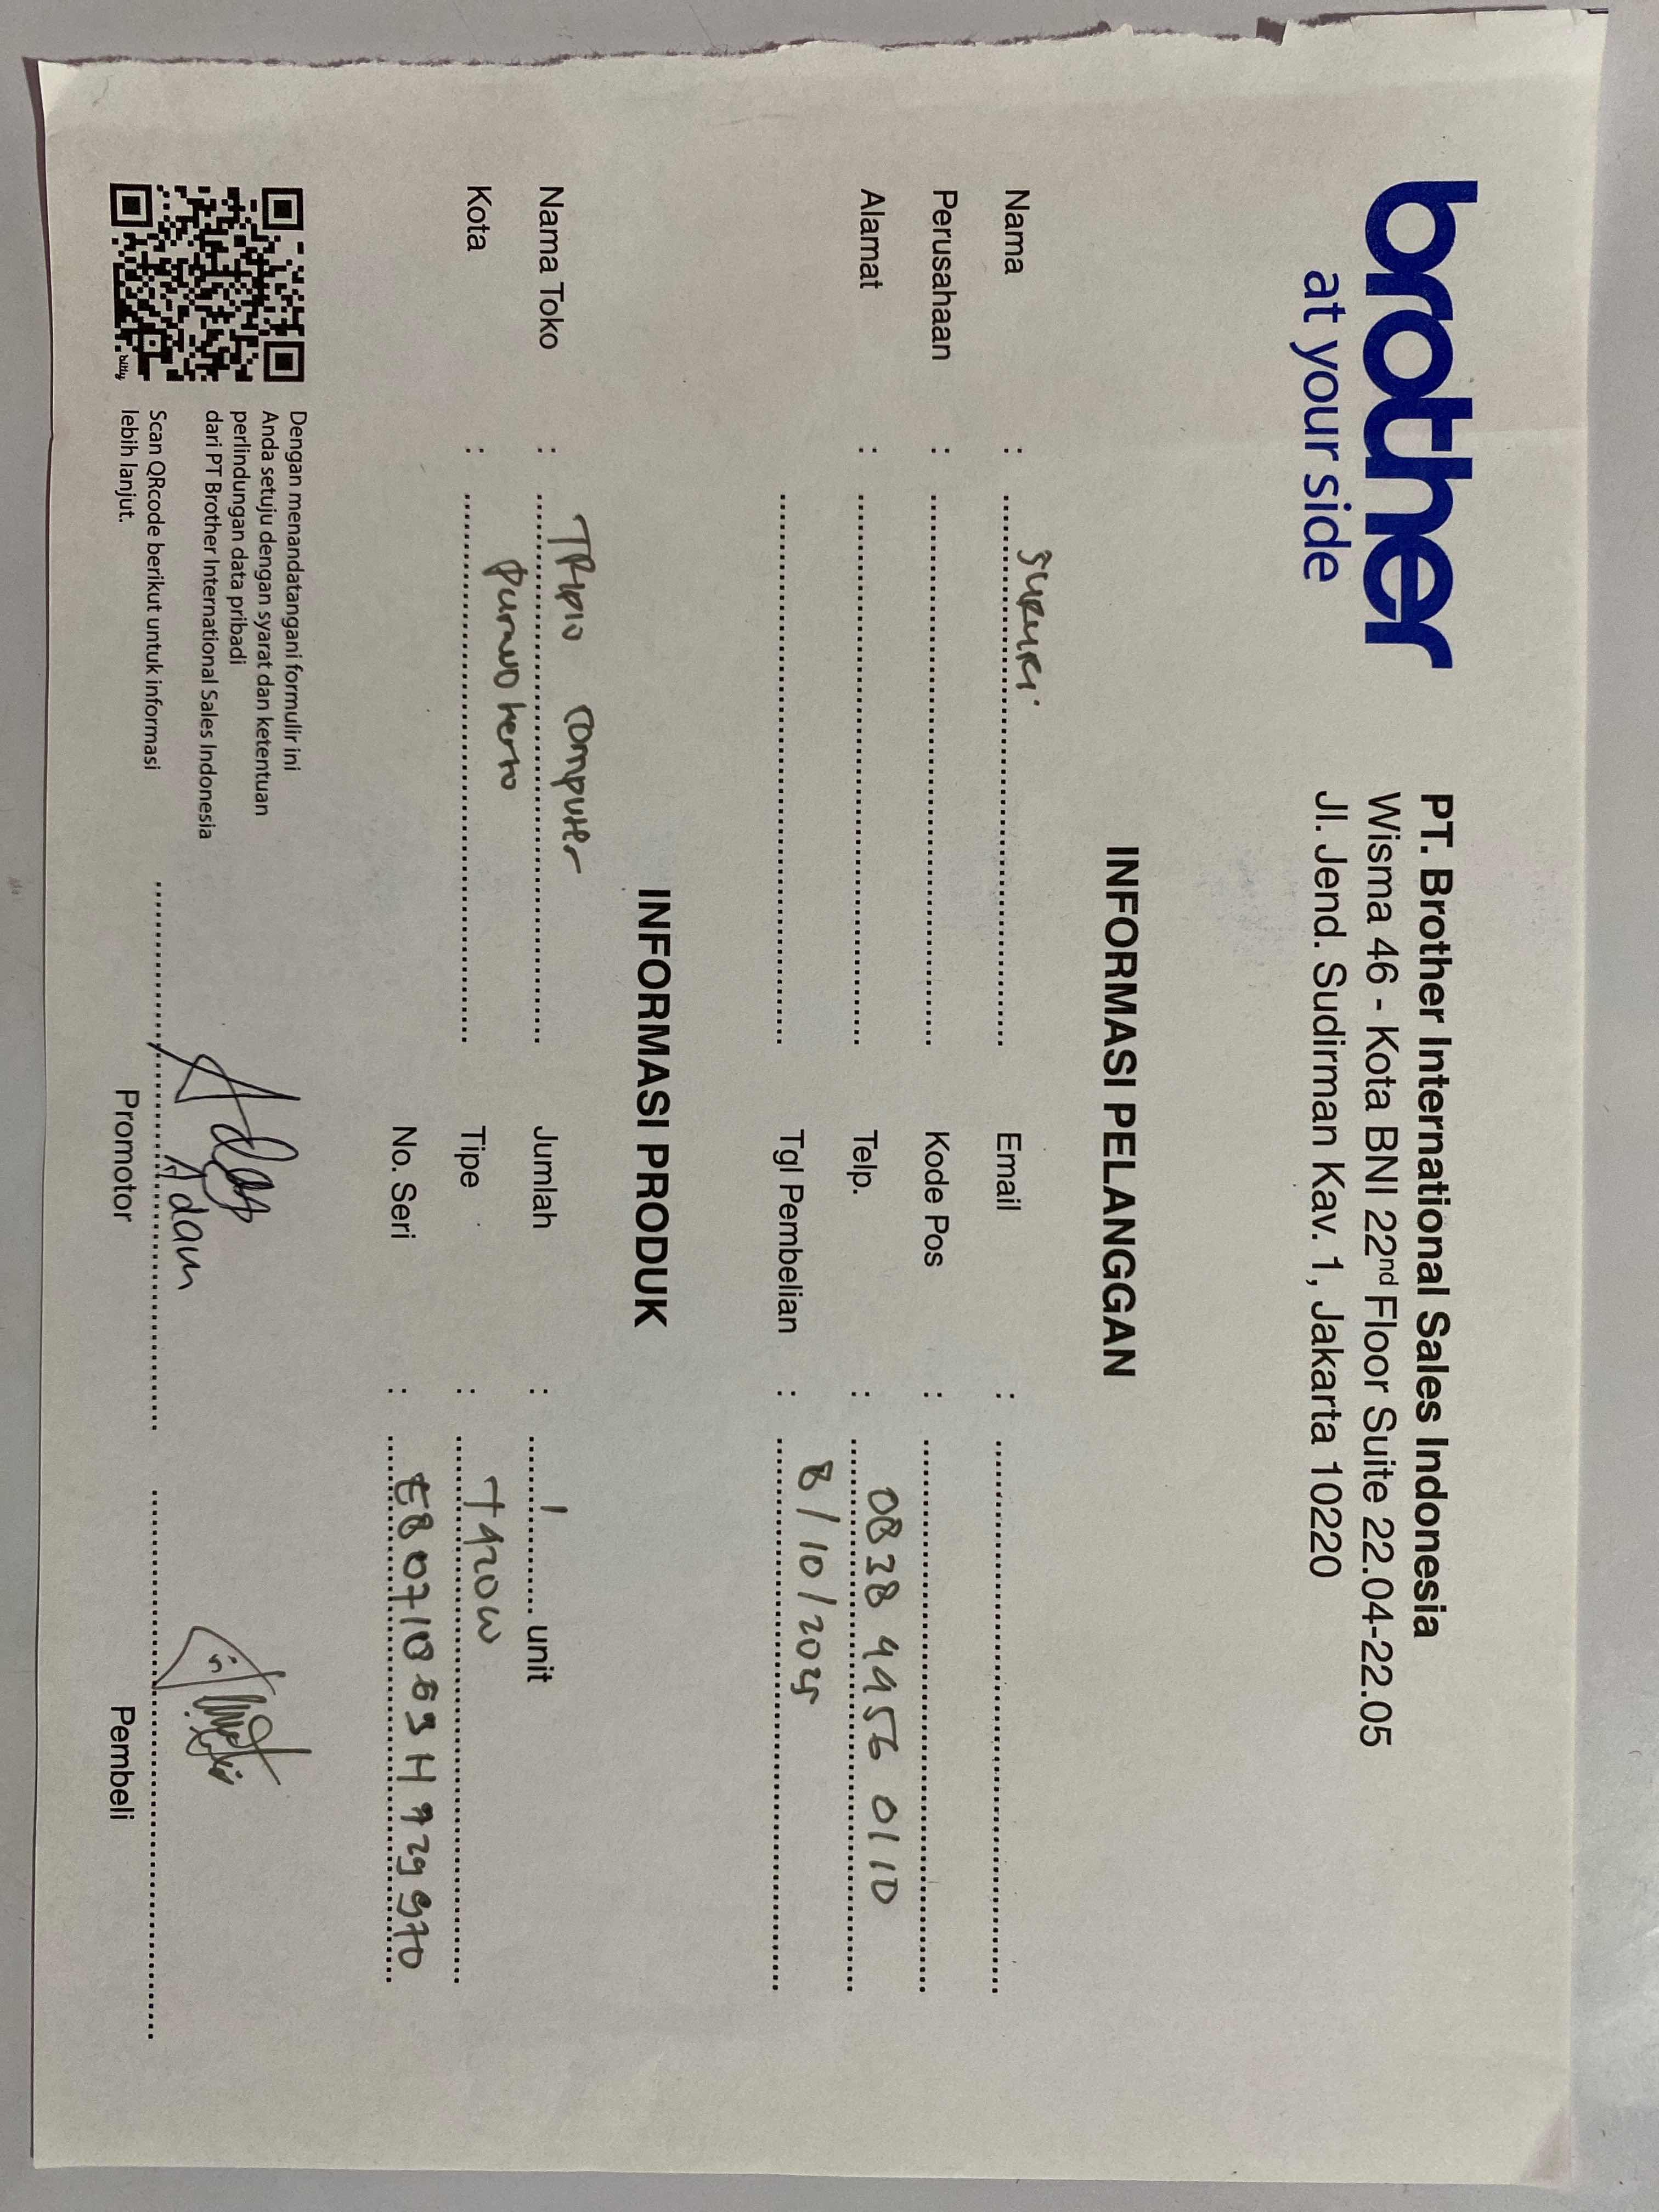 brother
at your side
PT. Brother International Sales Indonesia
Wisma 46 - Kota BNI 22nd Floor Suite 22.04-22.05
Jl. Jend. Sudirman Kav. 1, Jakarta 10220
INFORMASI PELANGGAN
Nama : Sururi Email :
Perusahaan : Kode Pos :
Alamat : Telp. : 0838 4456 0110
Tgl Pembelian : 8/10/2025
INFORMASI PRODUK
Nama Toko : TRIPIO Computer Jumlah : 1 unit
Kota : Purwokerto Tipe : T420W
No. Seri :
Dengan menandatangani formulir ini
Anda setuju dengan syarat dan ketentuan
perlindungan data pribadi
dari PT Brother International Sales Indonesia
Scan QRcode berikut untuk informasi
lebih lanjut.
bitly
Adam
Promotor Pembeli